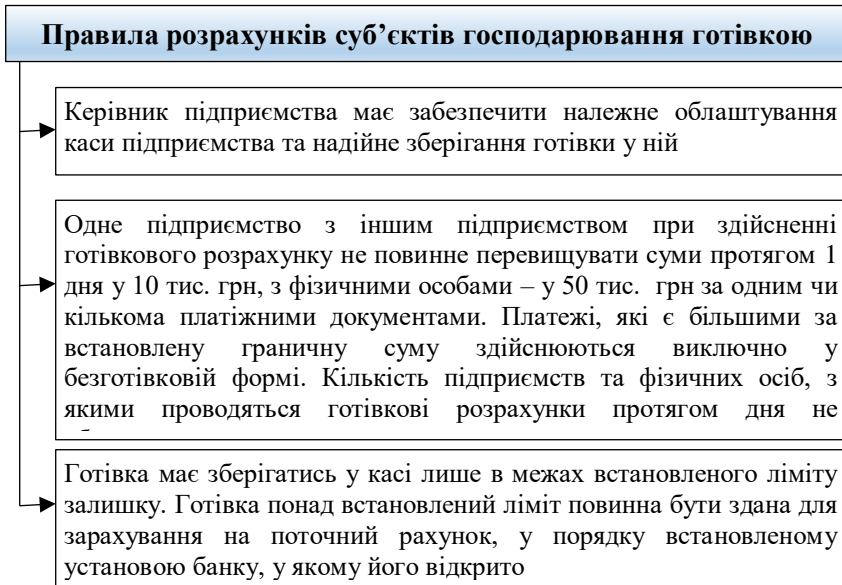 Правила розрахунків суб’єктів господарювання готівкою
Керівник підприємства має забезпечити належне облаштування
каси підприємства та надійне зберігання готівки у ній
Одне підприємство з іншим підприємством при здійсненні
готівкового розрахунку не повинне перевищувати суми протягом 1
дня у 10 тис. грн, з фізичними особами – у 50 тис. грн за одним чи
кількома платіжними документами. Платежі, які є більшими за
встановлену граничну суму здійснюються виключно у
безготівковій формі. Кількість підприємств та фізичних осіб, з
якими проводяться готівкові розрахунки протягом дня не
Готівка має зберігатись у касі лише в межах встановленого ліміту
залишку. Готівка понад встановлений ліміт повинна бути здана для
зарахування на поточний рахунок, у порядку встановленому
установою банку, у якому його відкрито